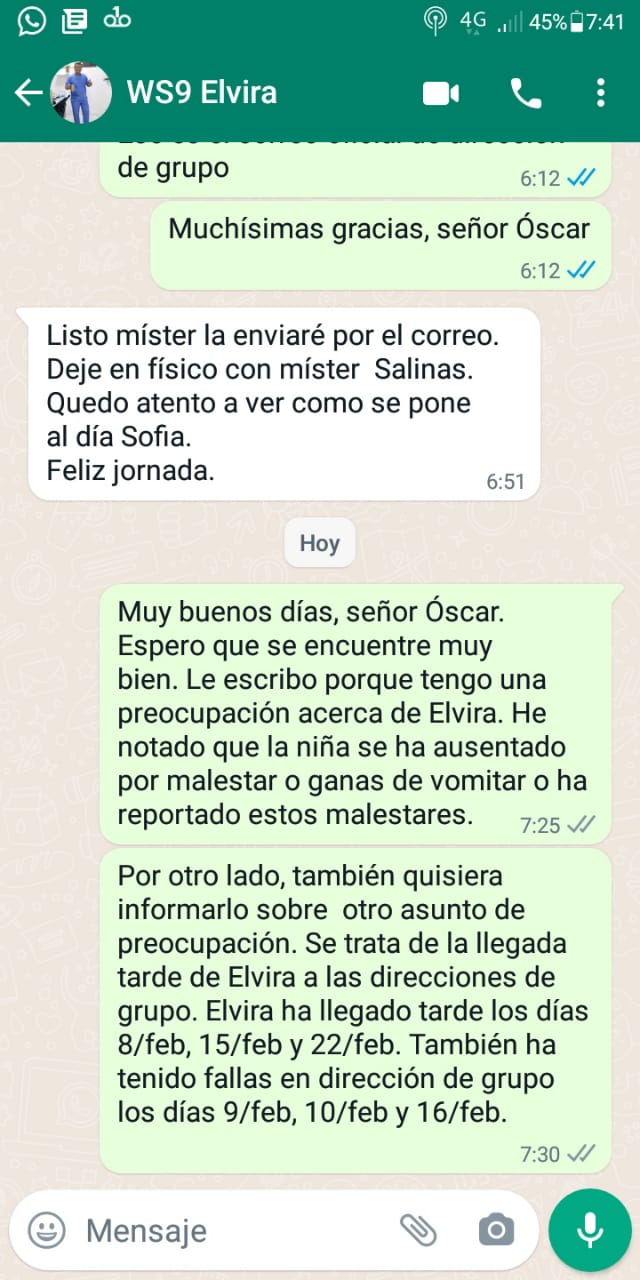 4G 45% 7:41
WS9 Elvira
de grupo
6:12
Muchísimas gracias, señor Óscar
6:12
Listo míster la enviaré por el correo.
Deje en físico con míster Salinas.
Quedo atento a ver como se pone
al día Sofia.
Feliz jornada.
6:51
Hoy
Muy buenos días, señor Óscar.
Espero que se encuentre muy
bien. Le escribo porque tengo una
preocupación acerca de Elvira. He
notado que la niña se ha ausentado
por malestar o ganas de vomitar o ha
reportado estos malestares.
7:25
Por otro lado, también quisiera
informarlo sobre otro asunto de
preocupación. Se trata de la llegada
tarde de Elvira a las direcciones de
grupo. Elvira ha llegado tarde los días
8/feb, 15/feb y 22/feb. También ha
tenido fallas en dirección de grupo
los días 9/feb, 10/feb y 16/feb.
7:30
Mensaje